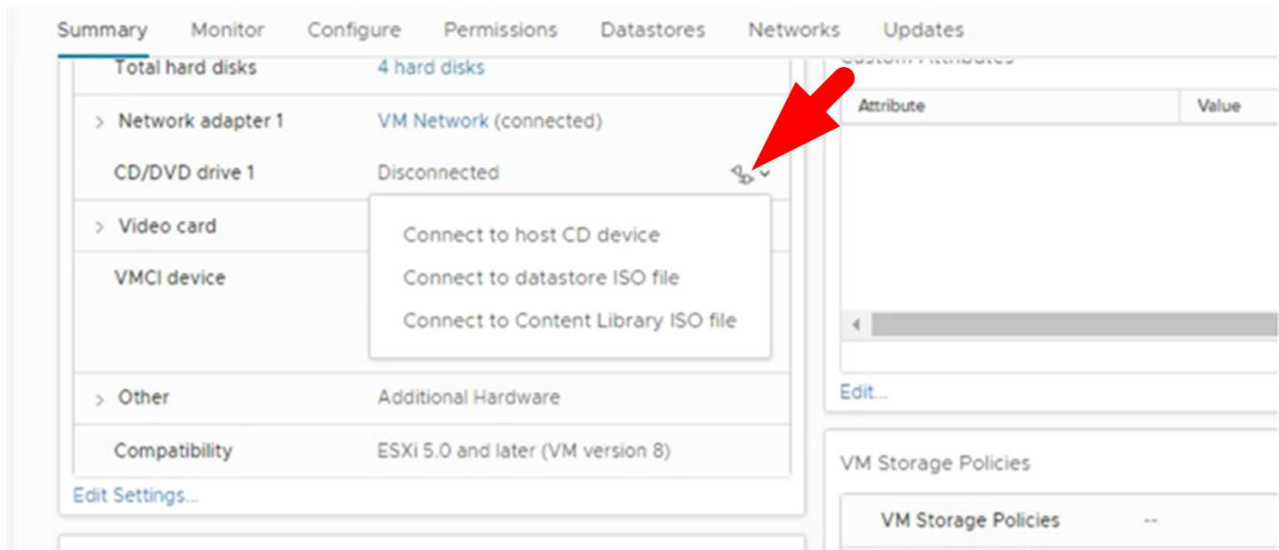 Summary Monitor Configure Permissions Datastores Networks Updates
Total hard disks 4 hard disks
Network adapter 1 VM Network (connected)
CD/DVD drive 1 Disconnected
Connect to host CD device
Connect to datastore ISO file
Connect to Content Library ISO file
Video card
VMCI device
Other Additional Hardware
Compatibility ESXi 5.0 and later (VM version 8)
Edit Settings...
Custom Attributes
Attribute Value
Edit...
VM Storage Policies
VM Storage Policies --